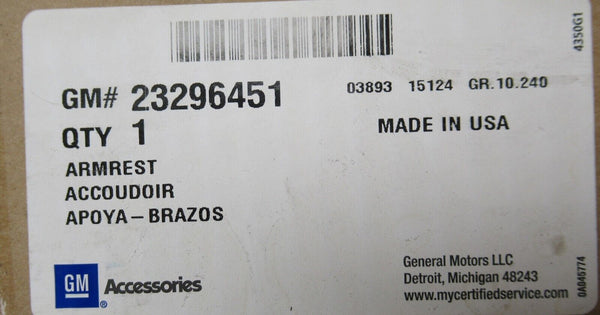 4350G1
GM# 23296451
03893 15124 GR.10.240
QTY 1
MADE IN USA
ARMREST
ACCOUDOIR
APOYA-BRAZOS
GM
® Accessories
General Motors LLC
Detroit, Michigan 48243
www.mycertifiedservice.com
0A045774